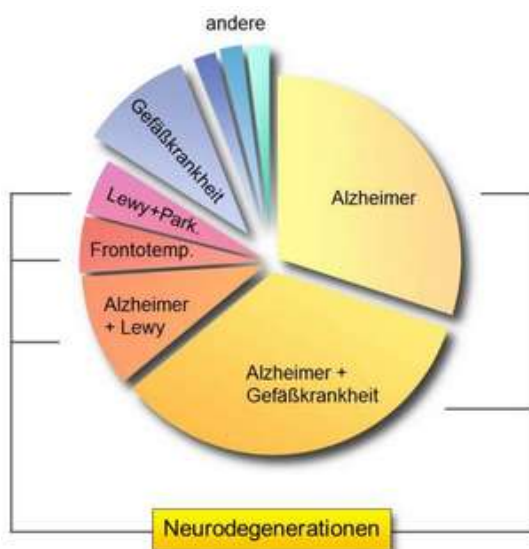 andere
Gefäßkrankheit
Alzheimer
Lewy+Park.
Frontotemp.
Alzheimer
+ Lewy
Alzheimer +
Gefäßkrankheit
Neurodegenerationen